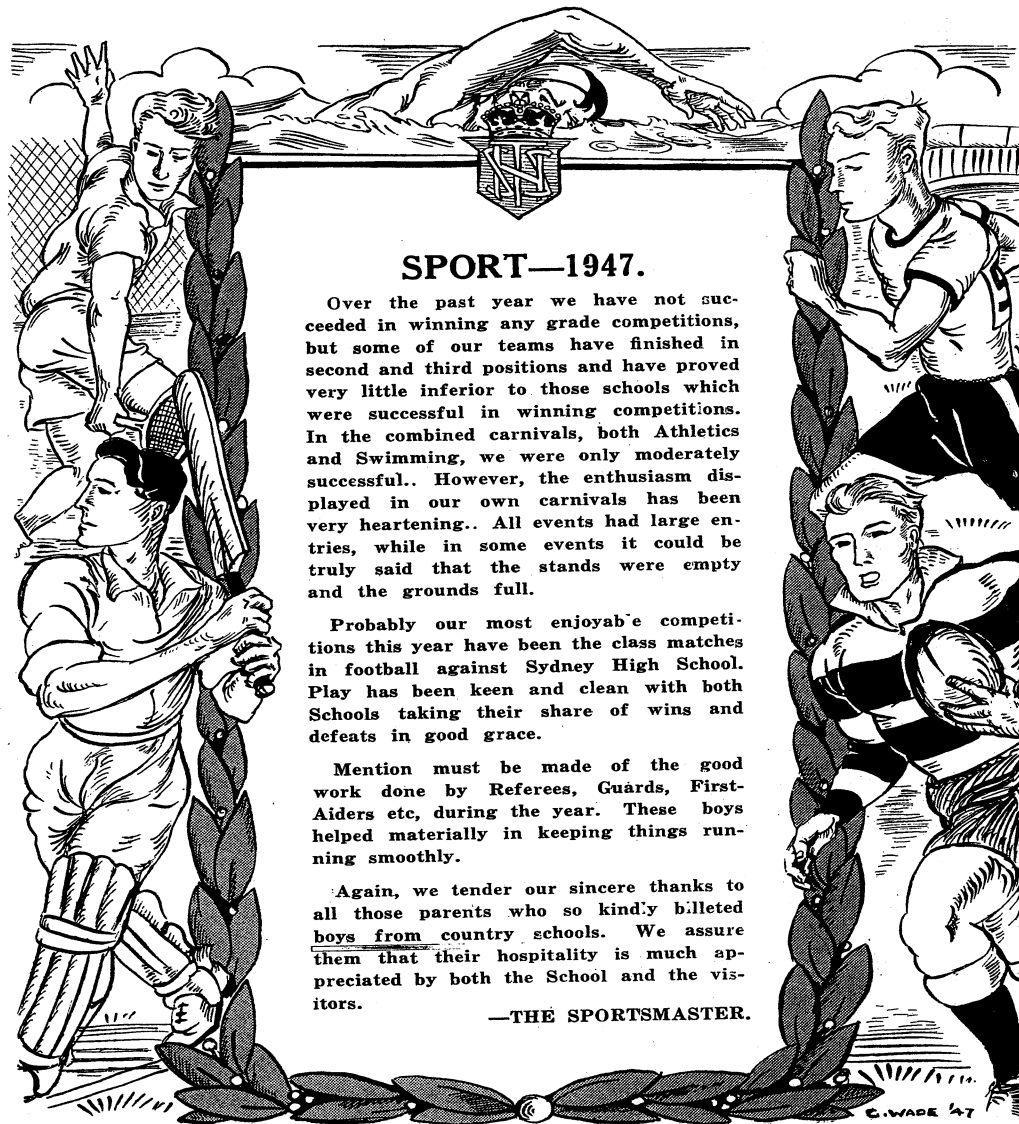 NHS
SPORT—1947.
Over the past year we have not suc-
ceeded in winning any grade competitions,
but some of our teams have finished in
second and third positions and have proved
very little inferior to those schools which
were successful in winning competitions.
In the combined carnivals, both Athletics
and Swimming, we were only moderately
successful.. However, the enthusiasm dis-
played in our own carnivals has been
very heartening.. All events had large en-
tries, while in some events it could be
truly said that the stands were empty
and the grounds full.
Probably our most enjoyab e competi-
tions this year have been the class matches
in football against Sydney High School.
Play has been keen and clean with both
Schools taking their share of wins and
defeats in good grace.
Mention must be made of the good
work done by Referees, Guards, First-
Aiders etc, during the year. These boys
helped materially in keeping things run-
ning smoothly.
Again, we tender our sincere thanks to
all those parents who so kindly billeted
boys from country schools. We assure
them that their hospitality is much ap-
preciated by both the School and the vis-
itors.
—THE SPORTSMASTER.
C. WADE '47